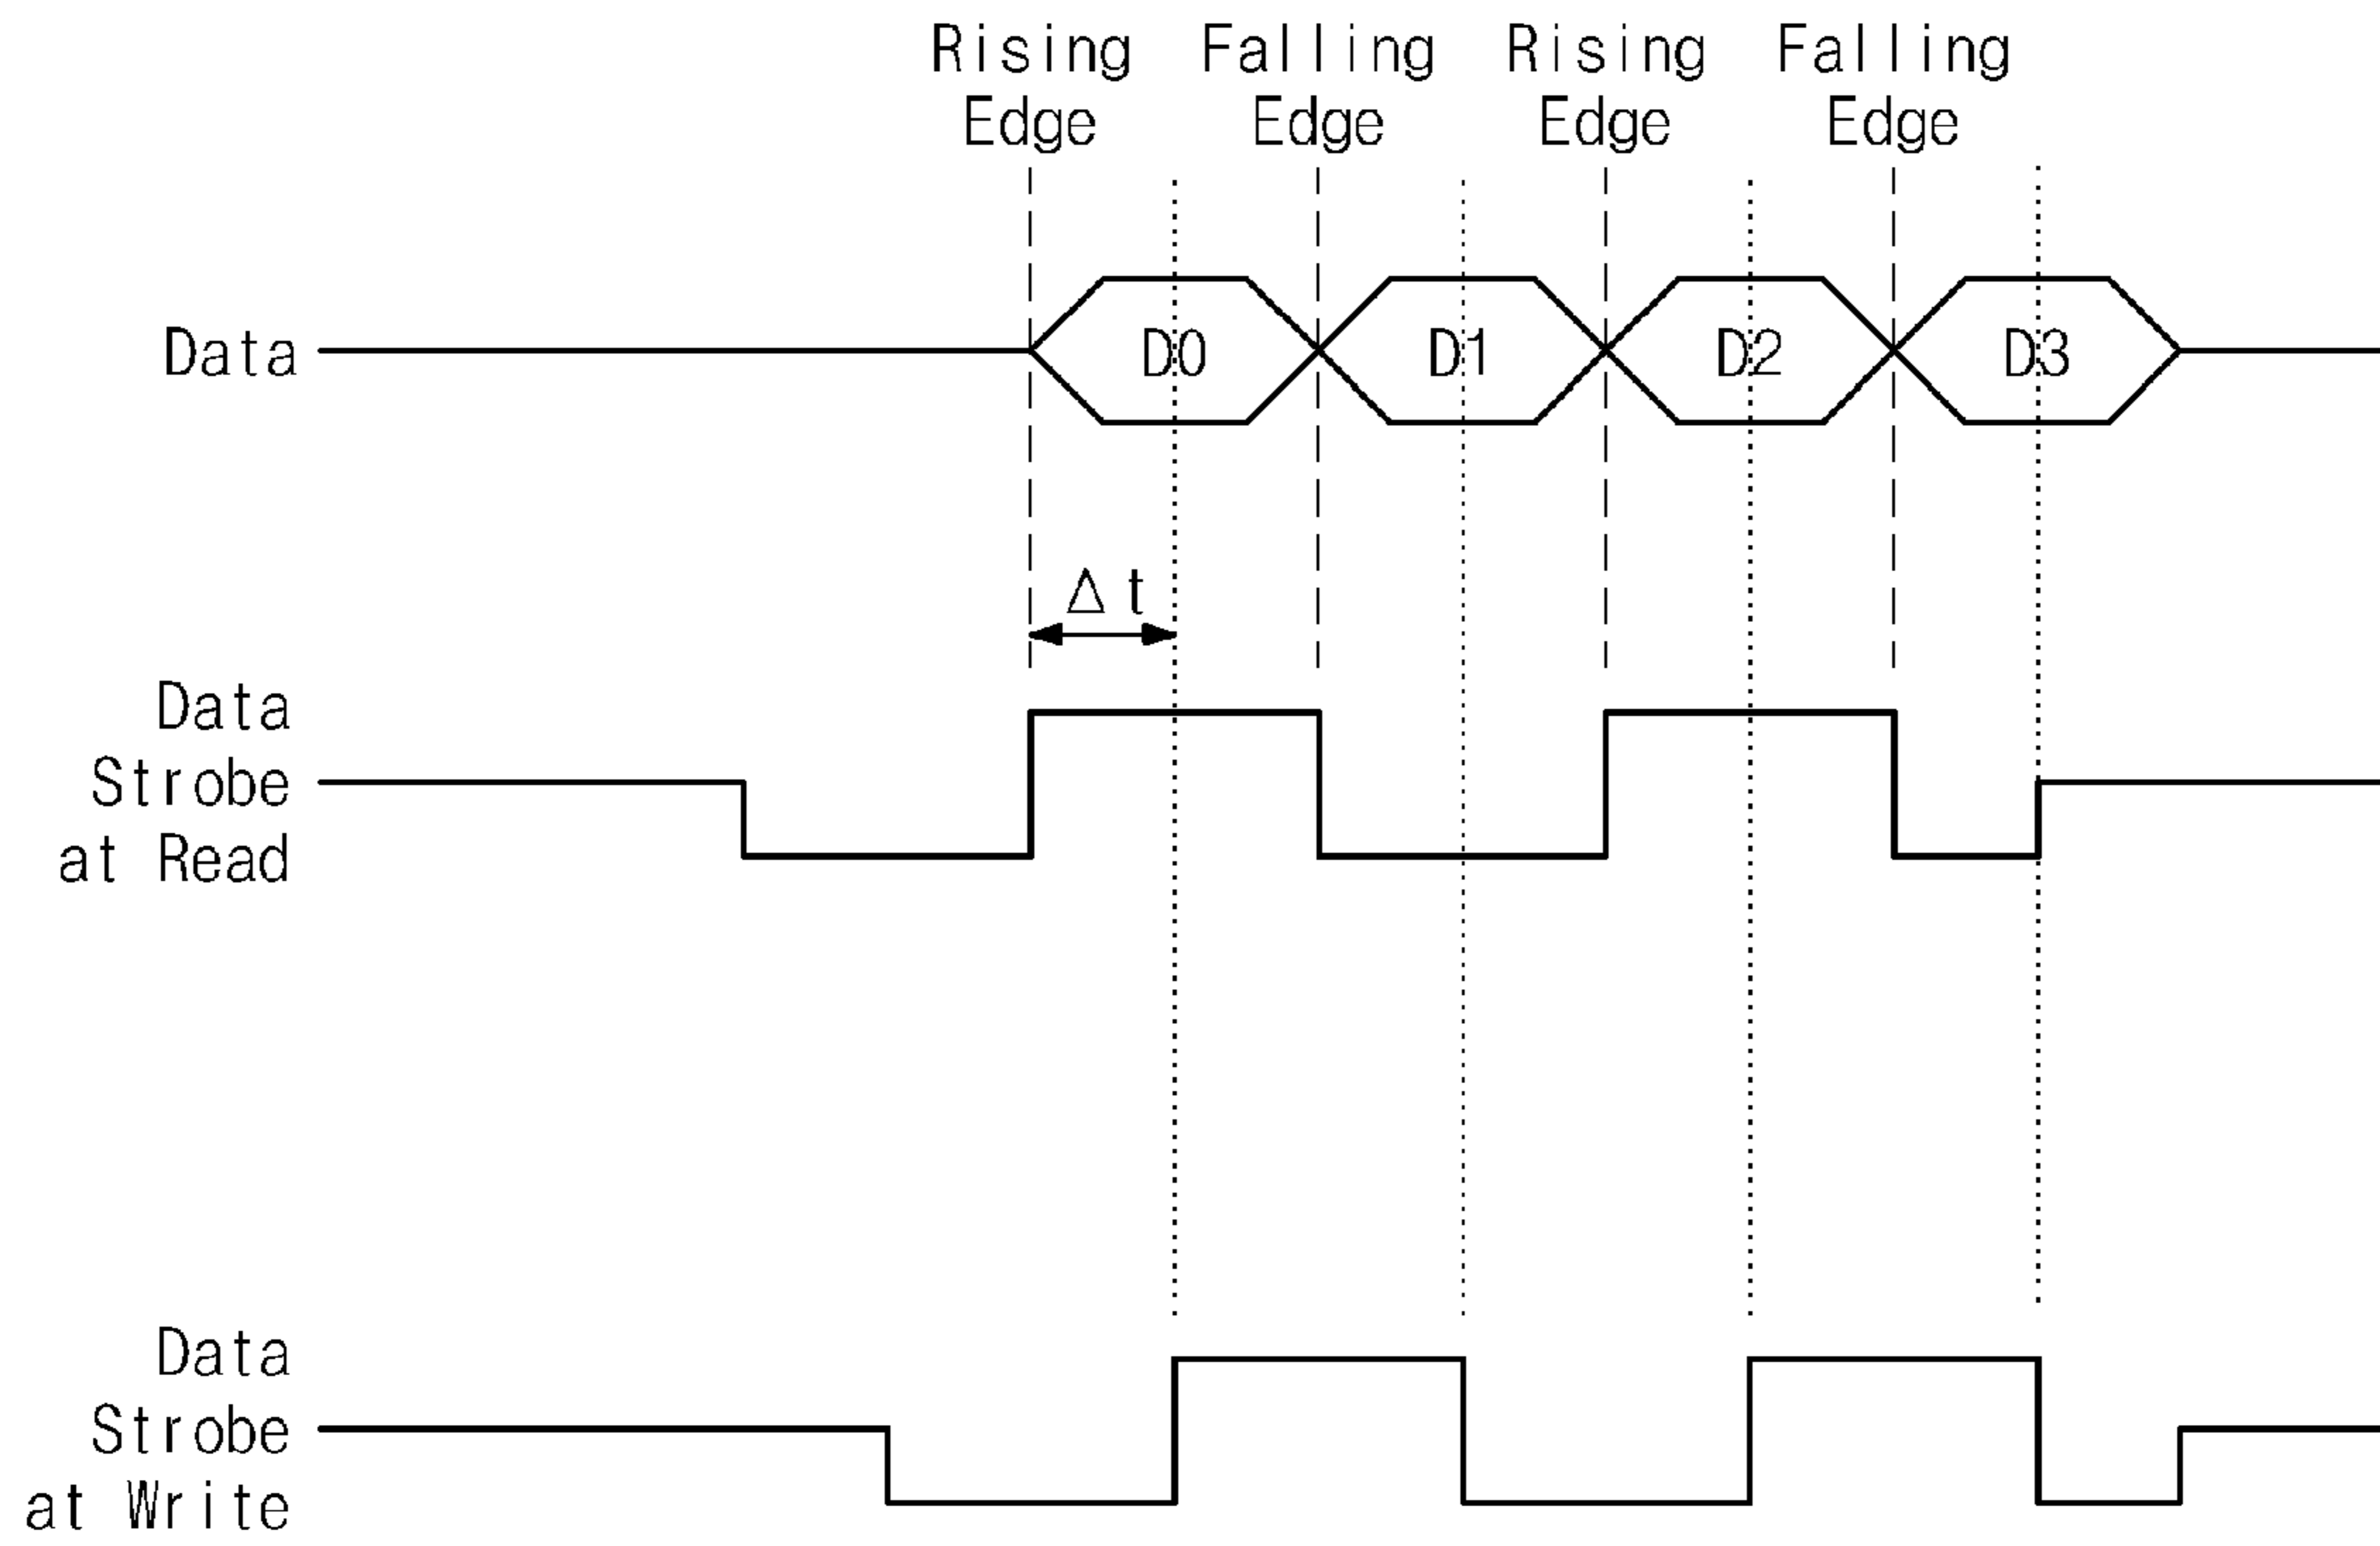 Rising Falling Rising Falling
Edge Edge Edge Edge
Data D0 D1 D2 D3
Δt
Data
Strobe
at Read
Data
Strobe
at Write